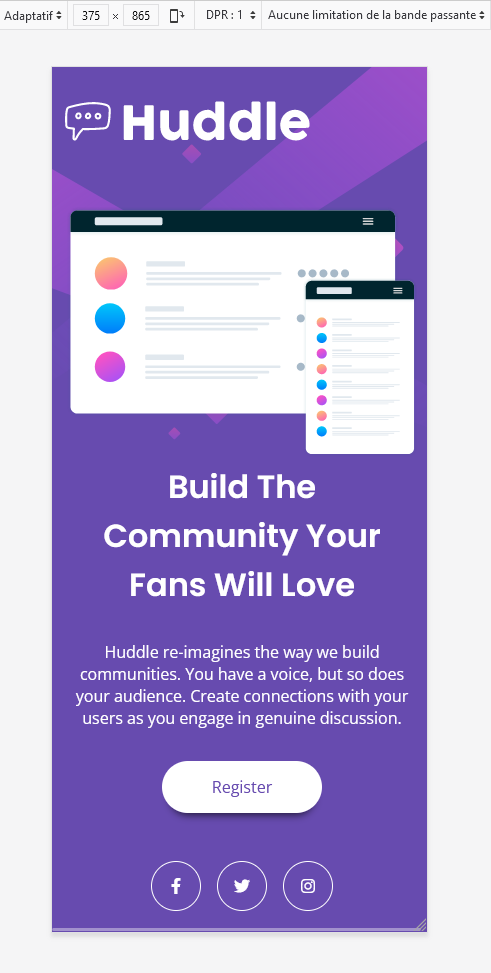 Adaptatif 375 × 865 DPR : 1 Aucune limitation de la bande passante
Huddle
Build The
Community Your
Fans Will Love
Huddle re-imagines the way we build
communities. You have a voice, but so does
your audience. Create connections with your
users as you engage in genuine discussion.
Register